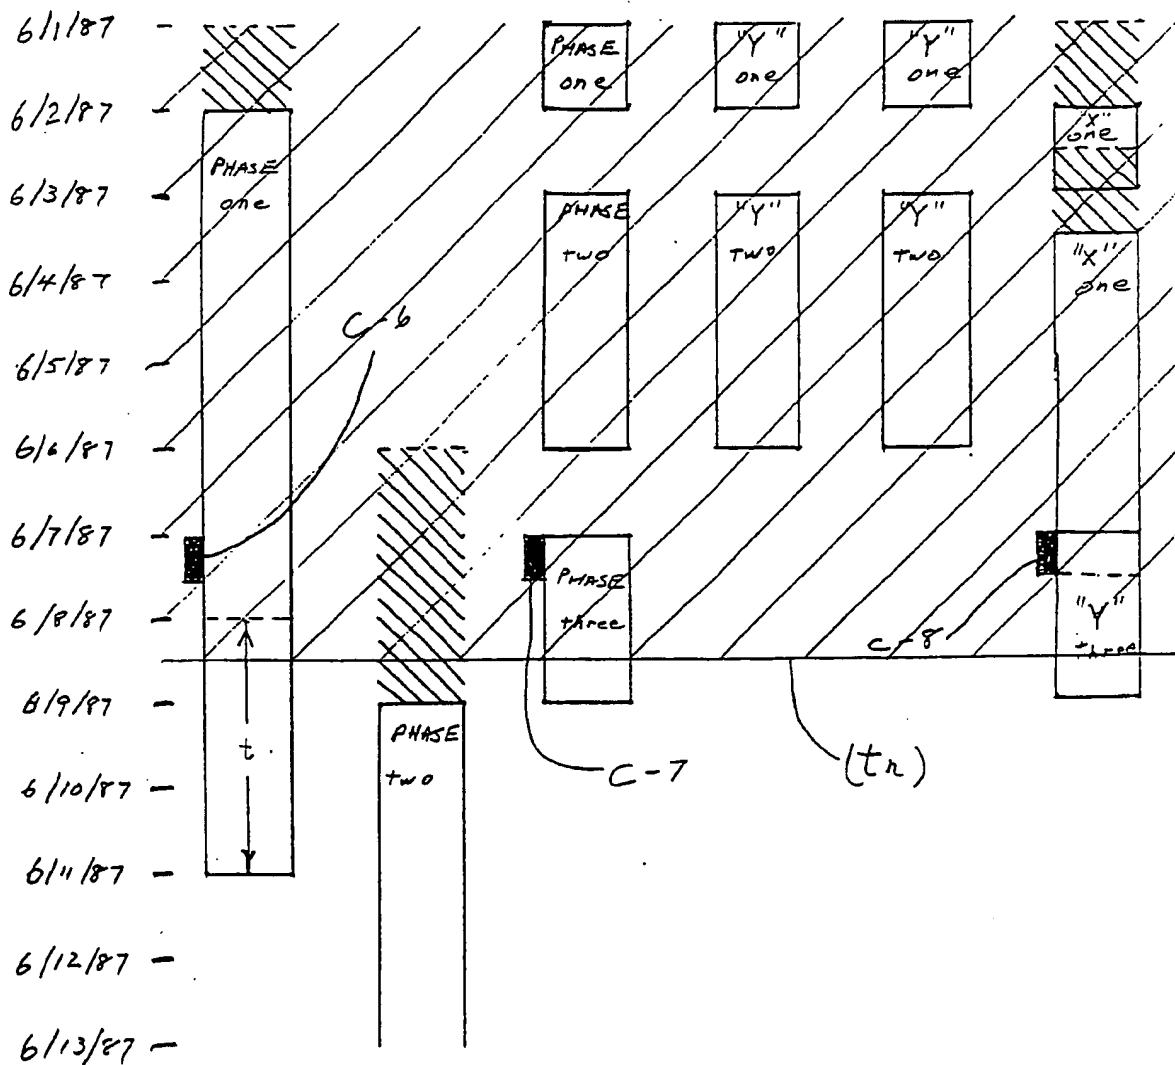 6/1/87
PHASE
one
"Y"
one
"Y"
one
6/2/87
"X"
one
PHASE
one
6/3/87
PHASE
two
"Y"
two
"Y"
two
6/4/87
"X"
one
C-6
6/5/87
6/6/87
6/7/87
PHASE
three
"Y"
three
6/8/87
C-8
6/9/87
PHASE
two
t
C-7
(tn)
6/10/87
6/11/87
6/12/87
6/13/87